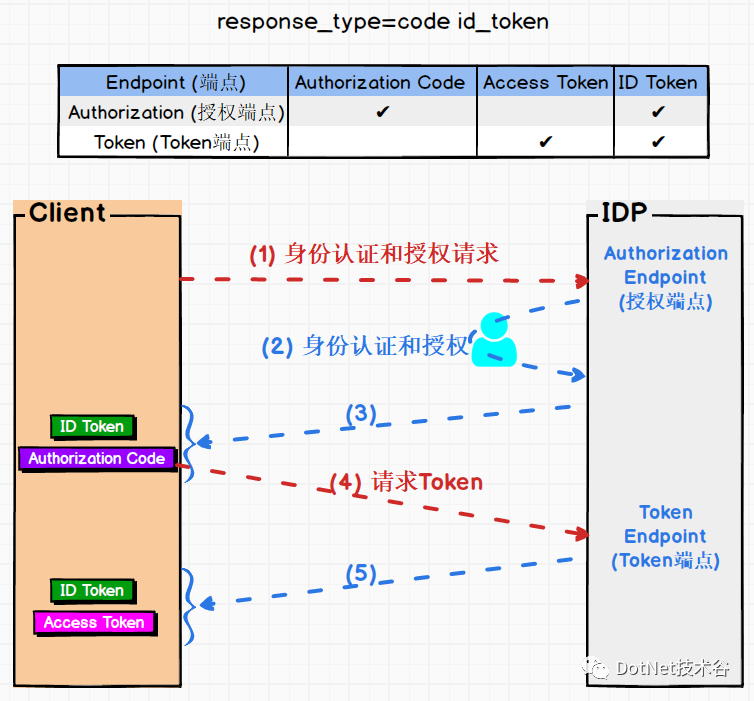 response_type=code id_token
Endpoint (端点) Authorization Code Access Token ID Token
Authorization (授权端点) ✔ ✔
Token (Token端点) ✔ ✔
Client
IDP
(1) 身份认证和授权请求
Authorization
Endpoint
(授权端点)
(2) 身份认证和授权
(3)
ID Token
Authorization Code
(4) 请求Token
Token
Endpoint
(Token端点)
(5)
ID Token
Access Token
DotNet技术谷